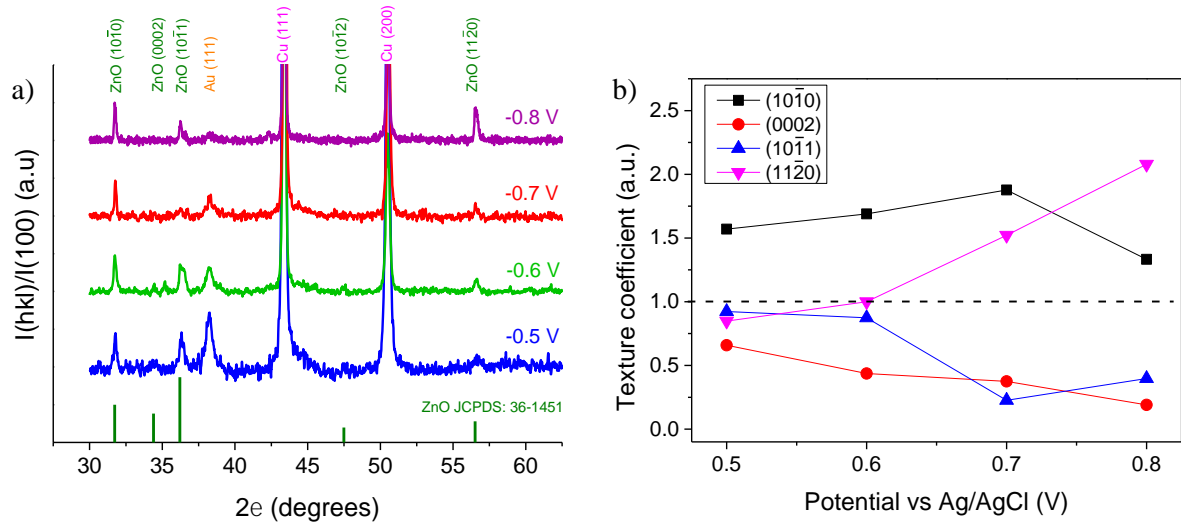 a)
ZnO (101̄0)
ZnO (0002)
ZnO (101̄1)
Au (111)
Cu (111)
ZnO (101̄2)
Cu (200)
ZnO (112̄0)
-0.8 V
-0.7 V
-0.6 V
-0.5 V
ZnO JCPDS: 36-1451
I(hkl)/I(100) (a.u)
30 35 40 45 50 55 60
2e (degrees)
b)
(101̄0)
(0002)
(101̄1)
(112̄0)
Texture coefficient (a.u.)
2.5
2.0
1.5
1.0
0.5
0.0
0.5 0.6 0.7 0.8
Potential vs Ag/AgCl (V)